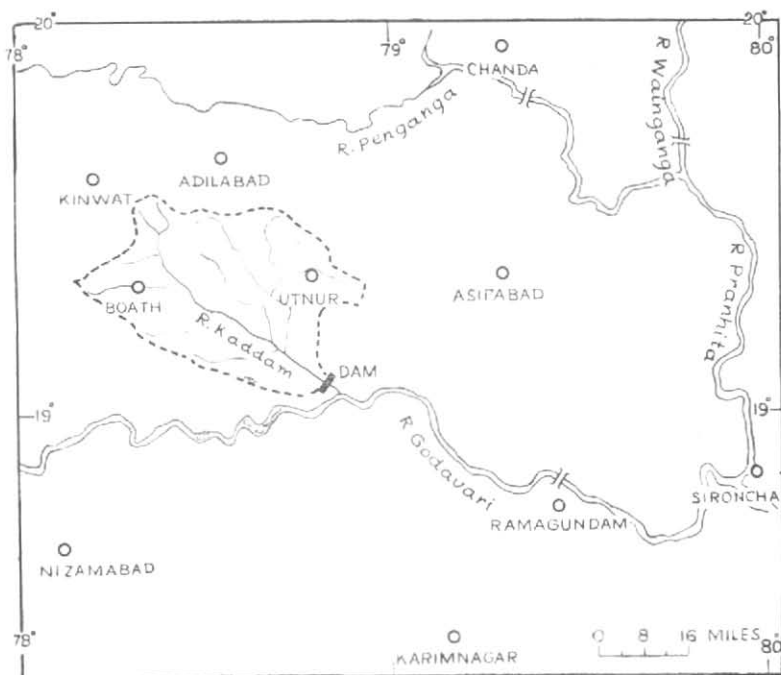 20°
78°
79°
80°
20°
CHANDA
R. Wainganga
R. Penganga
ADILABAD
KINWAT
R Pranhita
UTNUR
ASIFABAD
BOATH
R. Kaddam
DAM
19°
19°
R Godavari
SIRONCHA
RAMAGUNDAM
NIZAMABAD
78°
0 8 16 MILES
KARIMNAGAR
80°